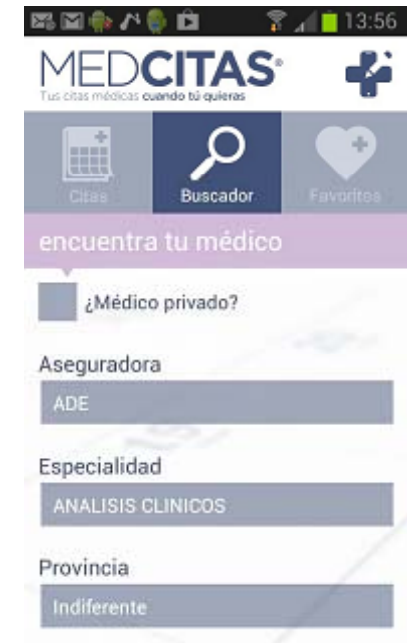 13:56
MEDCITAS®
Tus citas médicas cuando tú quieras
Citas
Buscador
Favoritos
encuentra tu médico
¿Médico privado?
Aseguradora
ADE
Especialidad
ANALISIS CLINICOS
Provincia
Indiferente